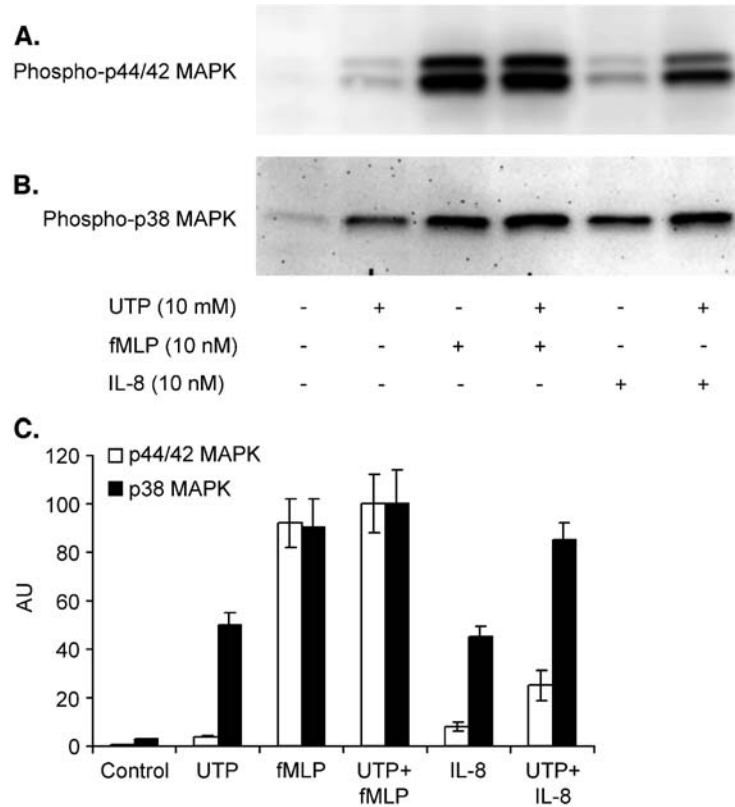 A.
Phospho-p44/42 MAPK
B.
Phospho-p38 MAPK
UTP (10 mM) - + - + - +
fMLP (10 nM) - - + + - -
IL-8 (10 nM) - - - - + +
C.
p44/42 MAPK
p38 MAPK
120
100
80
60
40
20
0
AU
Control UTP fMLP UTP+ IL-8 UTP+
fMLP IL-8